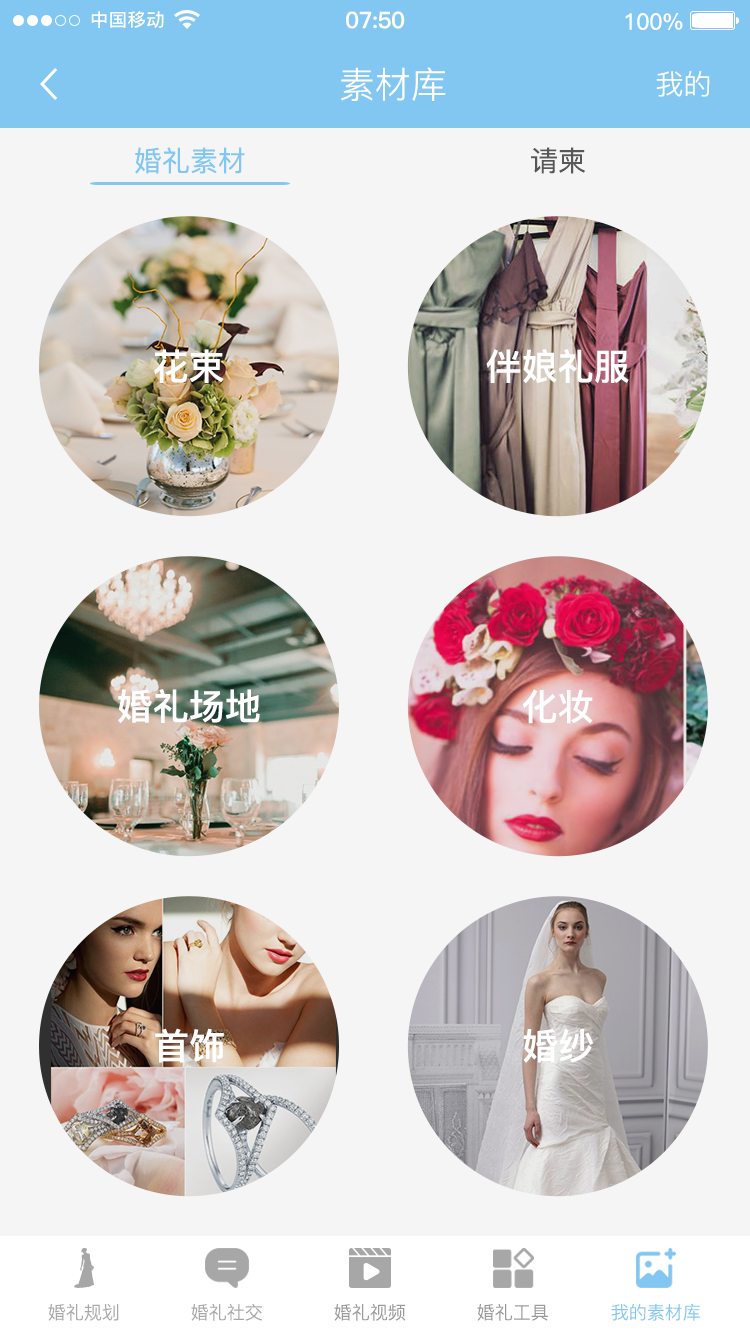 中国移动 07:50 100%
素材库 我的
婚礼素材 请柬
花束 伴娘礼服
婚礼场地 化妆
首饰 婚纱
婚礼规划 婚礼社交 婚礼视频 婚礼工具 我的素材库